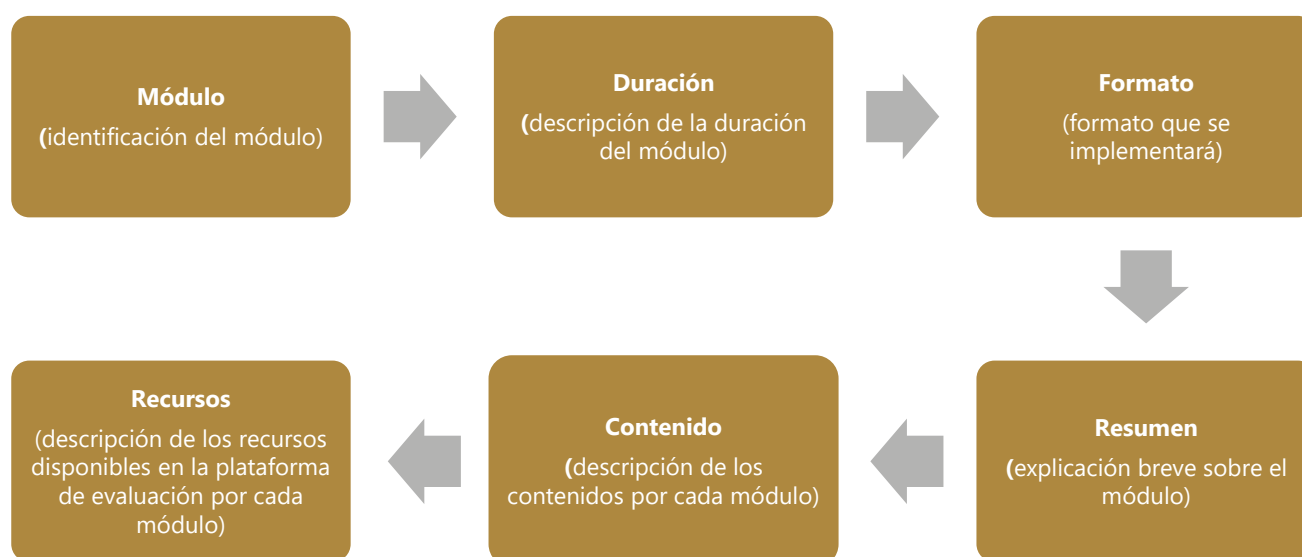 Módulo
(identificación del módulo)
Duración
(descripción de la duración
del módulo)
Formato
(formato que se
implementará)
Resumen
(explicación breve sobre el
módulo)
Contenido
(descripción de los
contenidos por cada módulo)
Recursos
(descripción de los recursos
disponibles en la plataforma
de evaluación por cada
módulo)